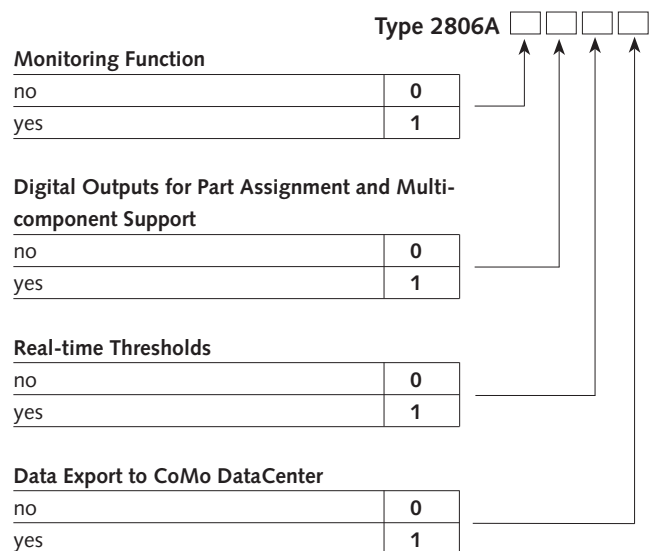 Type 2806A
Monitoring Function
no 0
yes 1
Digital Outputs for Part Assignment and Multi-
component Support
no 0
yes 1
Real-time Thresholds
no 0
yes 1
Data Export to CoMo DataCenter
no 0
yes 1